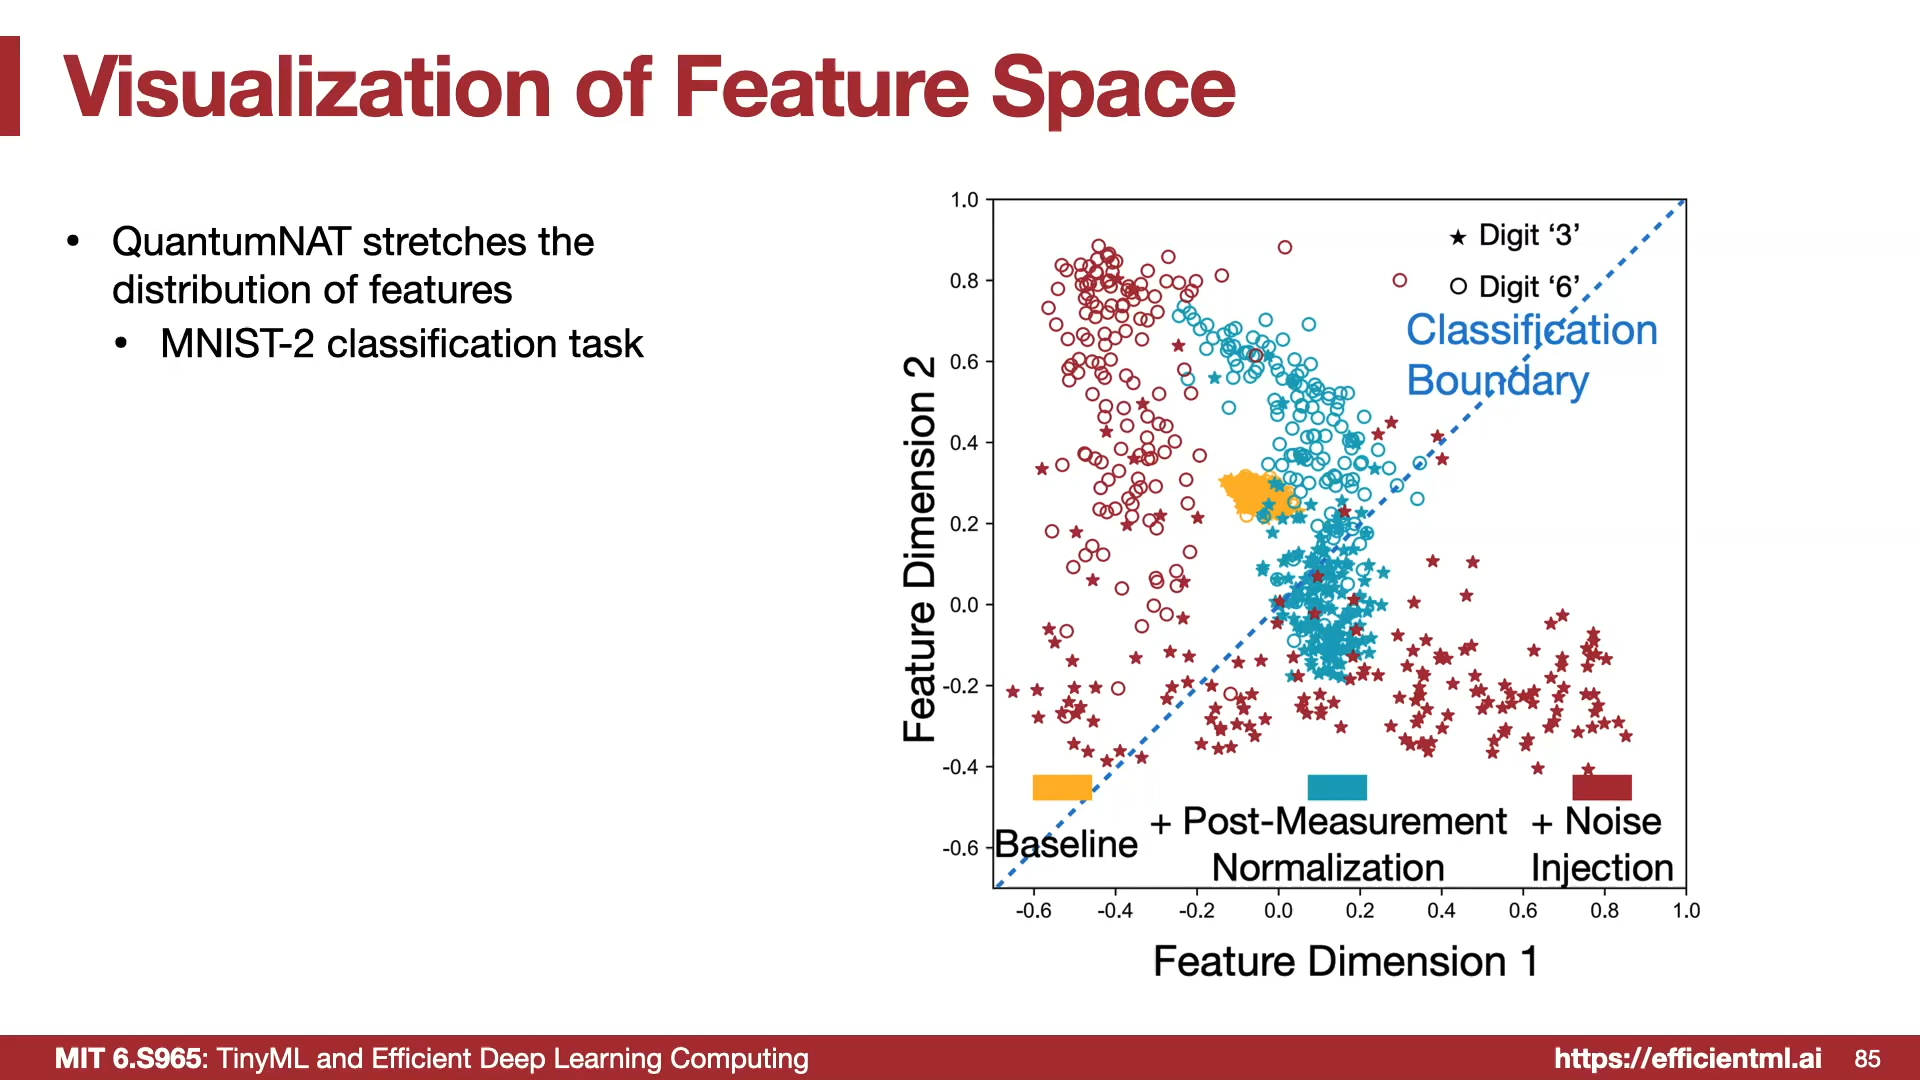 Visualization of Feature Space
• QuantumNAT stretches the
distribution of features
• MNIST-2 classification task
Feature Dimension 2
1.0
0.8
0.6
0.4
0.2
0.0
-0.2
-0.4
-0.6
★ Digit ‘3’
○ Digit ‘6’
Classification
Boundary
Baseline
+ Post-Measurement
Normalization
+ Noise
Injection
-0.6 -0.4 -0.2 0.0 0.2 0.4 0.6 0.8 1.0
Feature Dimension 1
MIT 6.S965: TinyML and Efficient Deep Learning Computing
https://efficientml.ai 85